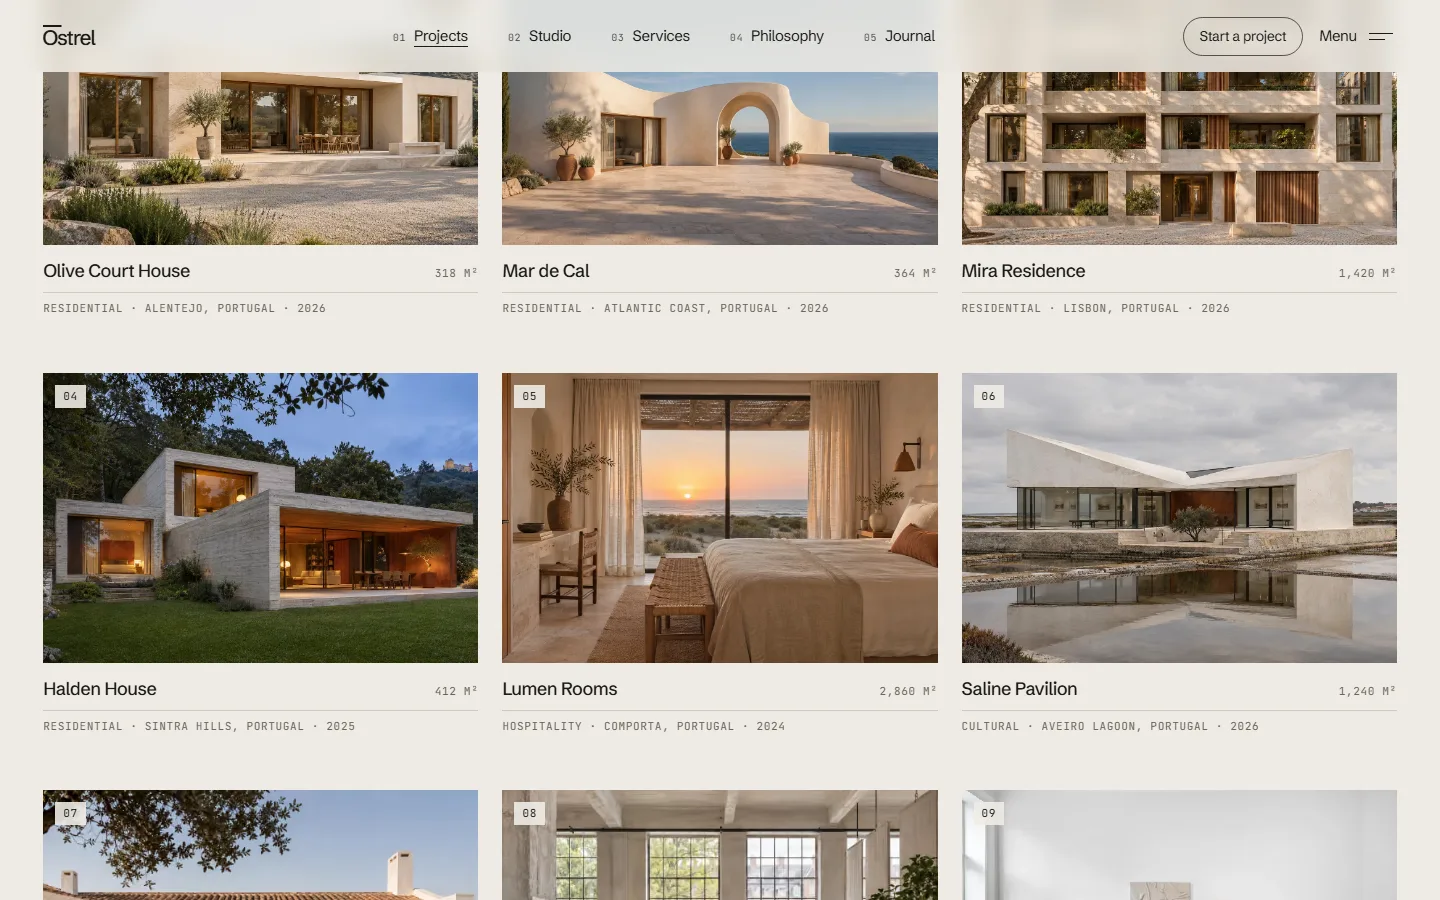 Ōstrel
01 Projects
02 Studio
03 Services
04 Philosophy
05 Journal
Start a project
Menu
Olive Court House
318 M²
RESIDENTIAL · ALENTEJO, PORTUGAL · 2026
Mar de Cal
364 M²
RESIDENTIAL · ATLANTIC COAST, PORTUGAL · 2026
Mira Residence
1,420 M²
RESIDENTIAL · LISBON, PORTUGAL · 2026
04
Halden House
412 M²
RESIDENTIAL · SINTRA HILLS, PORTUGAL · 2025
05
Lumen Rooms
2,860 M²
HOSPITALITY · COMPORTA, PORTUGAL · 2024
06
Saline Pavilion
1,240 M²
CULTURAL · AVEIRO LAGOON, PORTUGAL · 2026
07
08
09